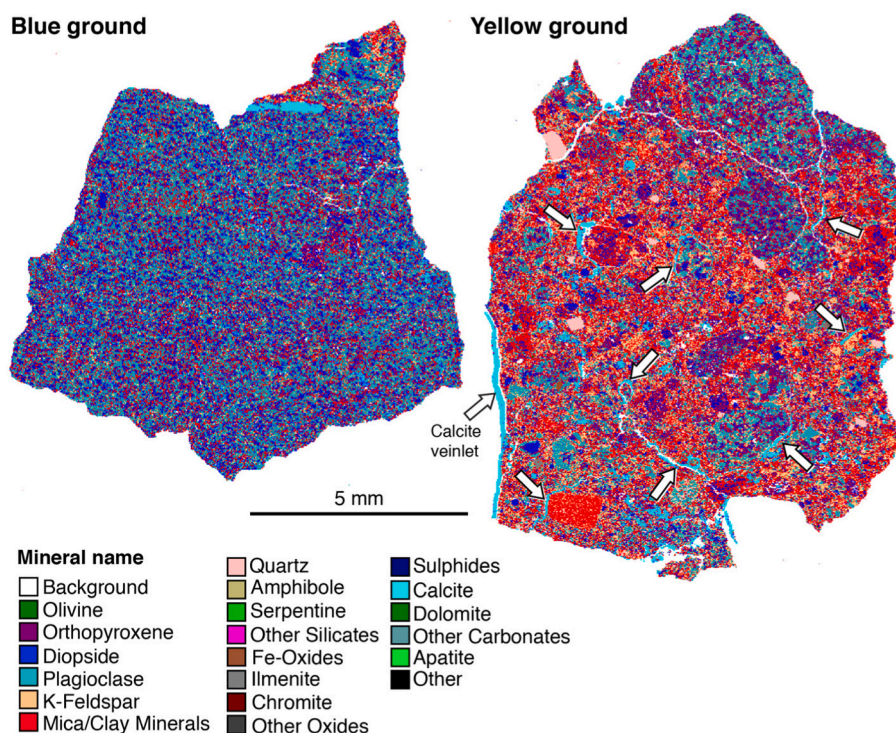 Blue ground
Yellow ground
Calcite
veinlet
5 mm
Mineral name
Background
Olivine
Orthopyroxene
Diopside
Plagioclase
K-Feldspar
Mica/Clay Minerals
Quartz
Amphibole
Serpentine
Other Silicates
Fe-Oxides
Ilmenite
Chromite
Other Oxides
Sulphides
Calcite
Dolomite
Other Carbonates
Apatite
Other